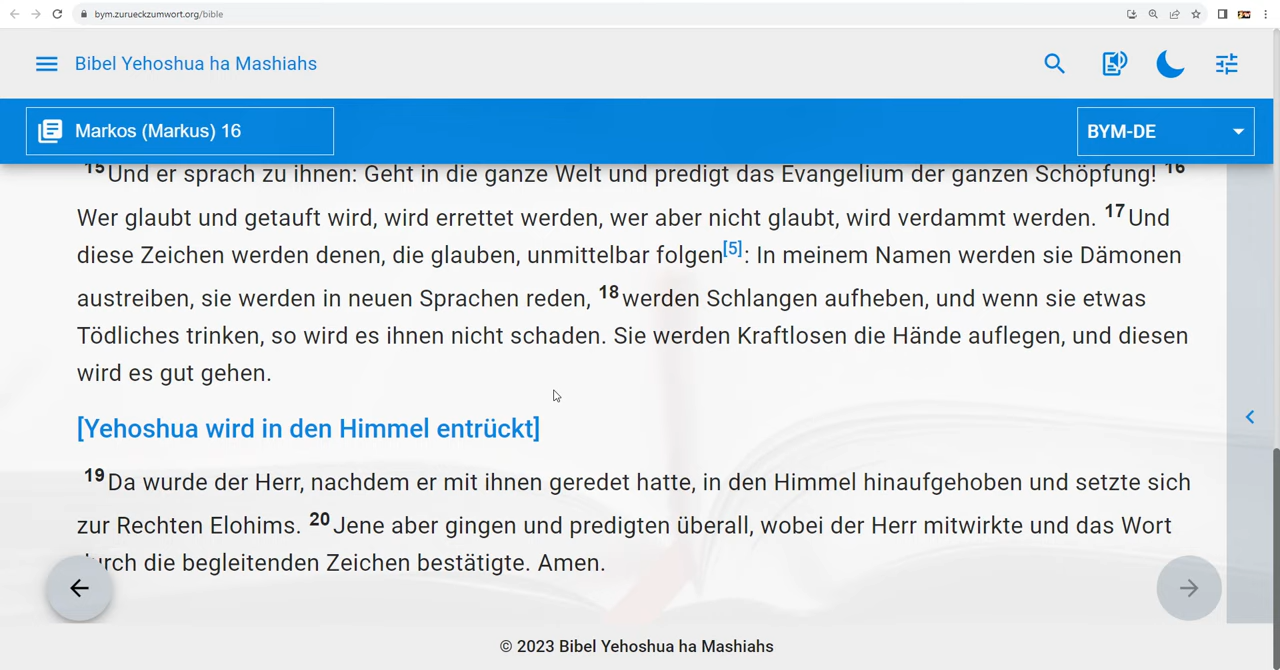 bym.zurueckzumwort.org/bible
Bibel Yehoshua ha Mashiahs
Markos (Markus) 16
BYM-DE
15 Und er sprach zu ihnen: Geht in die ganze Welt und predigt das Evangelium der ganzen Schöpfung! 16
Wer glaubt und getauft wird, wird errettet werden, wer aber nicht glaubt, wird verdammt werden. 17 Und
diese Zeichen werden denen, die glauben, unmittelbar folgen[5]: In meinem Namen werden sie Dämonen
austreiben, sie werden in neuen Sprachen reden, 18 werden Schlangen aufheben, und wenn sie etwas
Tödliches trinken, so wird es ihnen nicht schaden. Sie werden Kraftlosen die Hände auflegen, und diesen
wird es gut gehen.
[Yehoshua wird in den Himmel entrückt]
19 Da wurde der Herr, nachdem er mit ihnen geredet hatte, in den Himmel hinaufgehoben und setzte sich
zur Rechten Elohims. 20 Jene aber gingen und predigten überall, wobei der Herr mitwirkte und das Wort
durch die begleitenden Zeichen bestätigte. Amen.
© 2023 Bibel Yehoshua ha Mashiahs